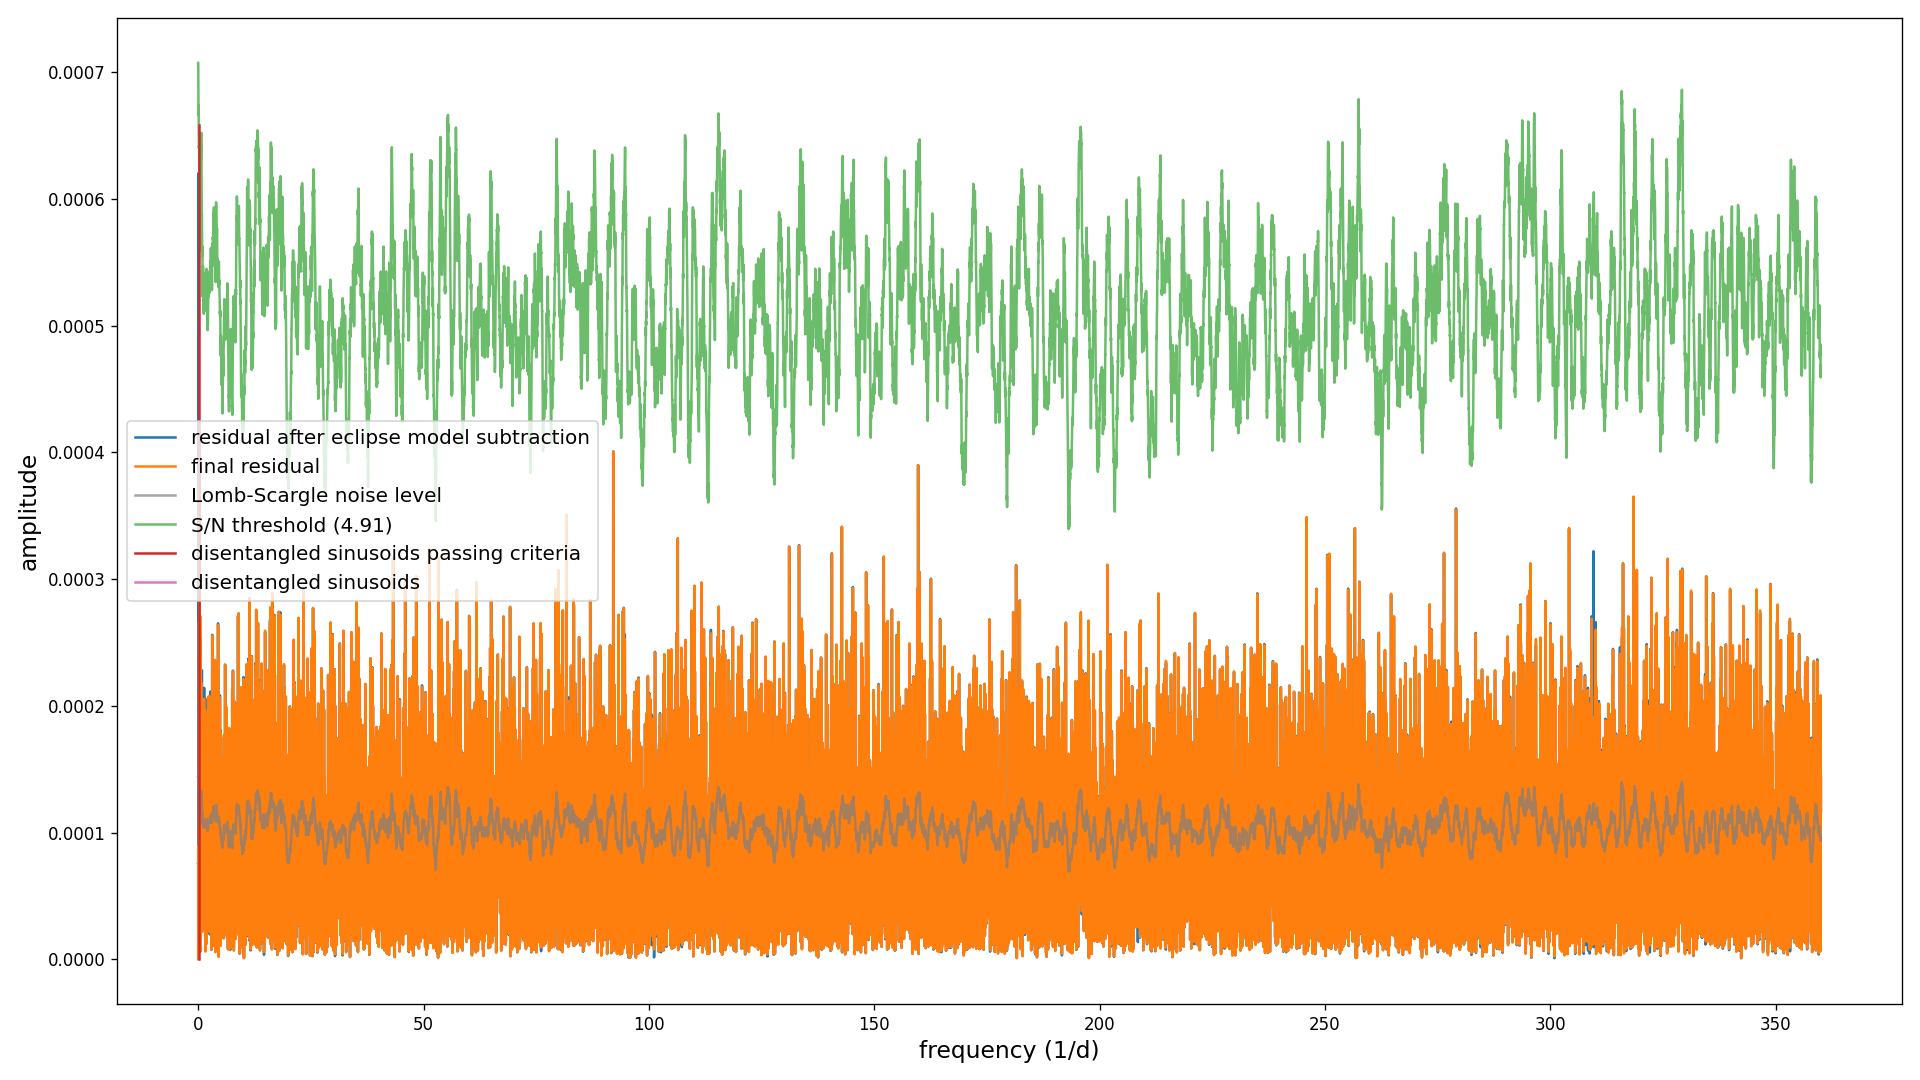 0.0007
0.0006
0.0005
0.0004
0.0003
0.0002
0.0001
0.0000
amplitude
residual after eclipse model subtraction
final residual
Lomb-Scargle noise level
S/N threshold (4.91)
disentangled sinusoids passing criteria
disentangled sinusoids
0 50 100 150 200 250 300 350
frequency (1/d)